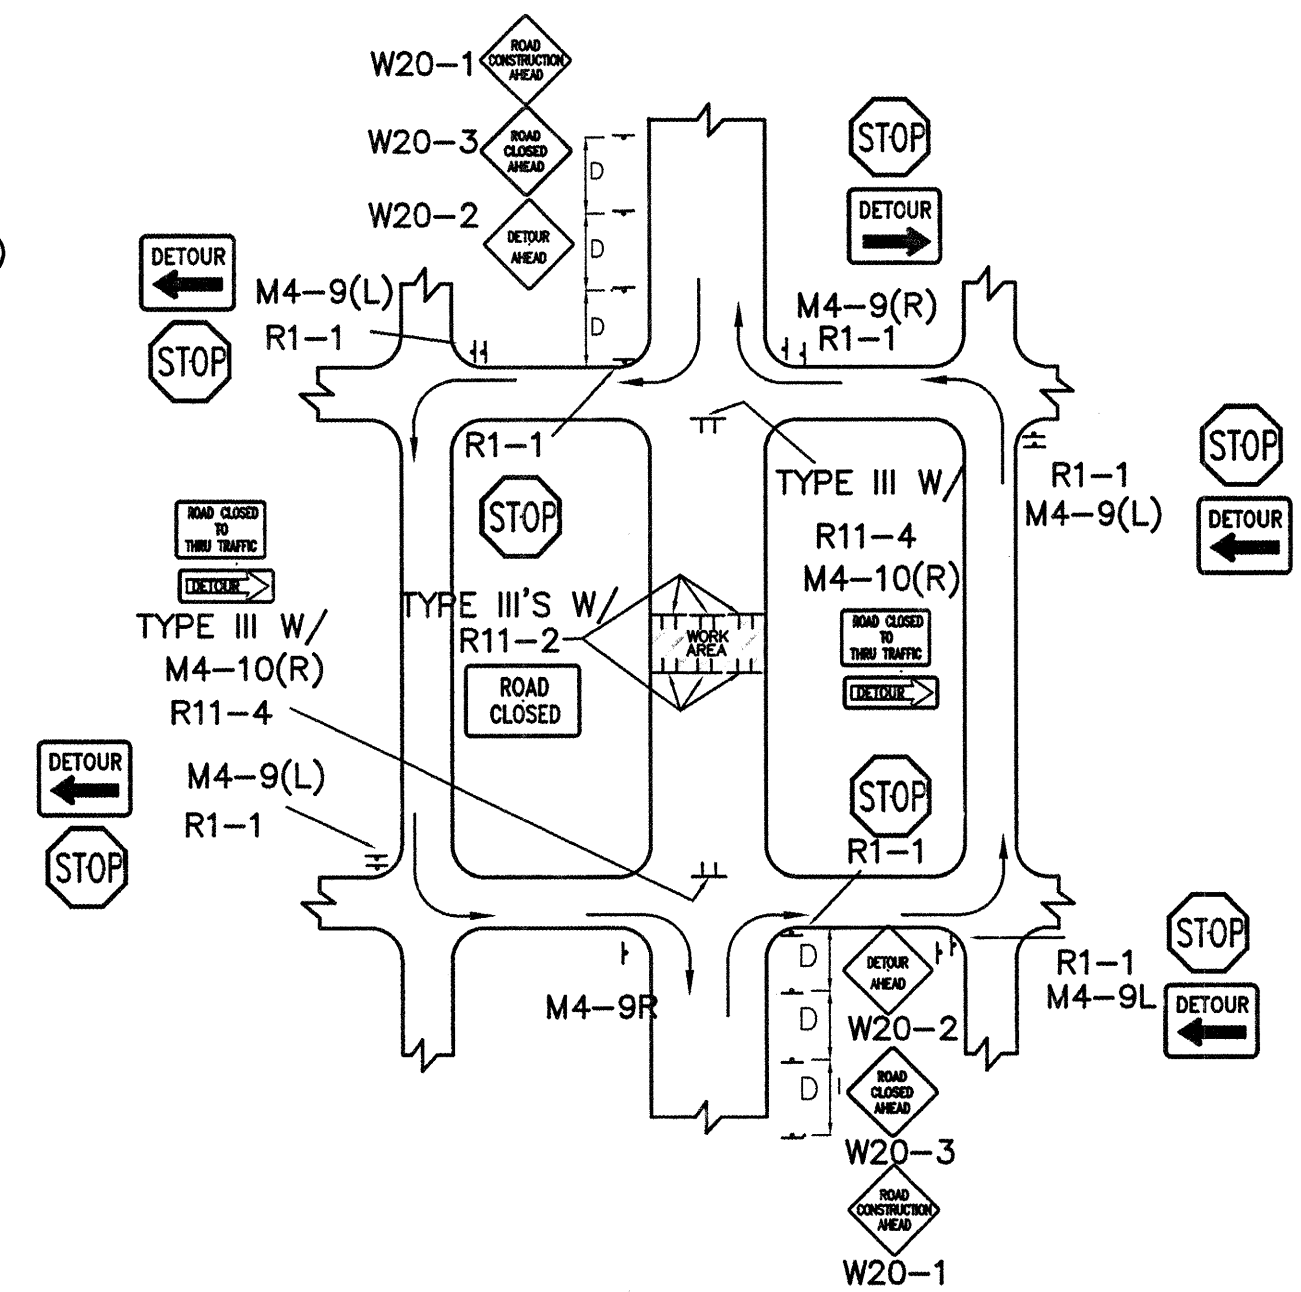 W20-1
ROAD
CONSTRUCTION
AHEAD
W20-3
ROAD
CLOSED
AHEAD
W20-2
DETOUR
AHEAD
D
D
D
STOP
DETOUR
M4-9(R)
R1-1
)
DETOUR
STOP
M4-9(L)
R1-1
R1-1
STOP
TYPE III W/
R11-4
M4-10(R)
ROAD CLOSED
TO
THRU TRAFFIC
DETOUR
STOP
R1-1
M4-9(L)
DETOUR
ROAD CLOSED
TO
THRU TRAFFIC
DETOUR
TYPE III W/
M4-10(R)
R11-4
TYPE III'S W/
R11-2
ROAD
CLOSED
WORK
AREA
DETOUR
STOP
M4-9(L)
R1-1
STOP
R1-1
M4-9R
D
D
D
DETOUR
AHEAD
W20-2
ROAD
CLOSED
AHEAD
W20-3
ROAD
CONSTRUCTION
AHEAD
W20-1
STOP
R1-1
M4-9L
DETOUR